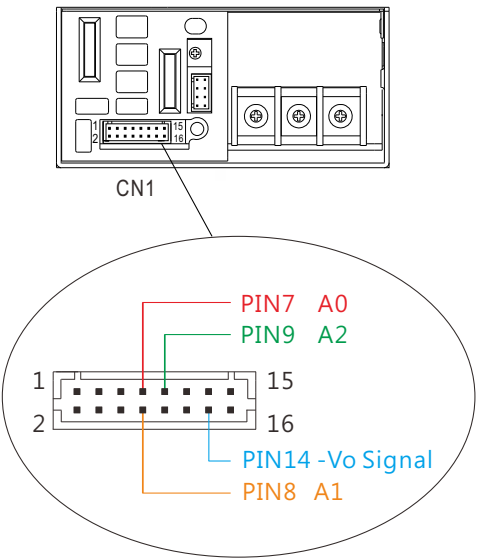 1 15
2 16
CN1
PIN7 A0
PIN9 A2
1 15
2 16
PIN14 -Vo Signal
PIN8 A1